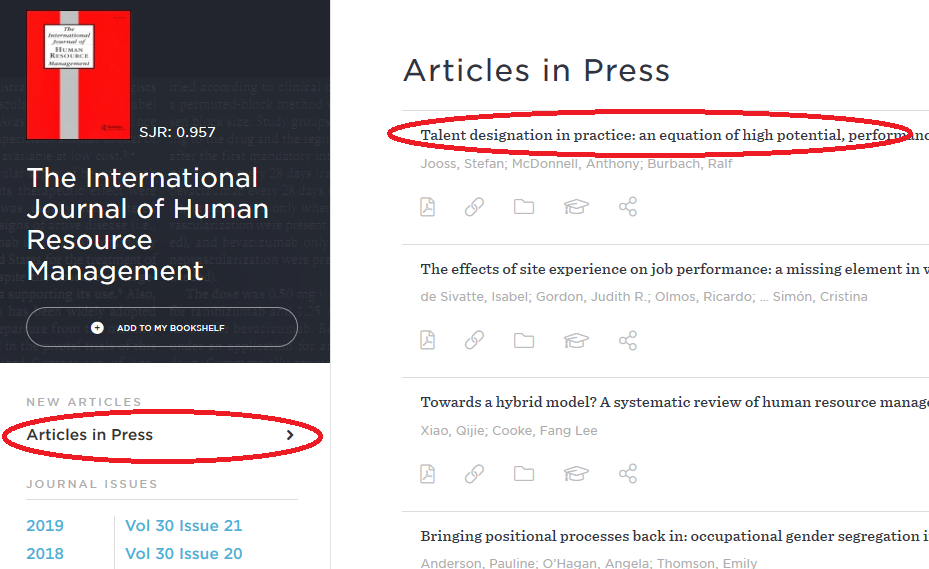 The
International
Journal of
HUMAN
RESOURCE
Management
SJR: 0.957
The International
Journal of Human
Resource
Management
ADD TO MY BOOKSHELF
NEW ARTICLES
Articles in Press
JOURNAL ISSUES
2019 Vol 30 Issue 21
2018 Vol 30 Issue 20
Articles in Press
Talent designation in practice: an equation of high potential, performanc
Jooss, Stefan; McDonnell, Anthony; Burbach, Ralf
The effects of site experience on job performance: a missing element in w
de Sivatte, Isabel; Gordon, Judith R.; Olmos, Ricardo; ... Simón, Cristina
Towards a hybrid model? A systematic review of human resource manage
Xiao, Qijie; Cooke, Fang Lee
Bringing positional processes back in: occupational gender segregation i
Anderson, Pauline; O'Hagan, Angela; Thomson, Emily